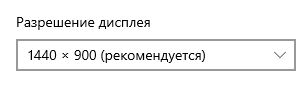 Разрешение дисплея
1440 × 900 (рекомендуется)